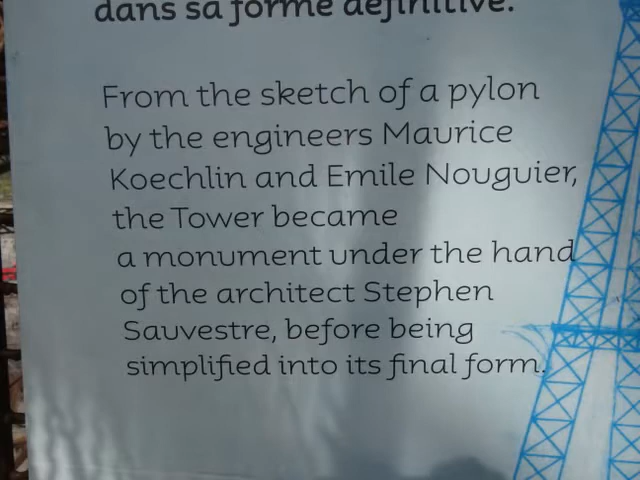 dans sa forme définitive.
From the sketch of a pylon
by the engineers Maurice
Koechlin and Emile Nouguier,
the Tower became
a monument under the hand
of the architect Stephen
Sauvestre, before being
simplified into its final form.